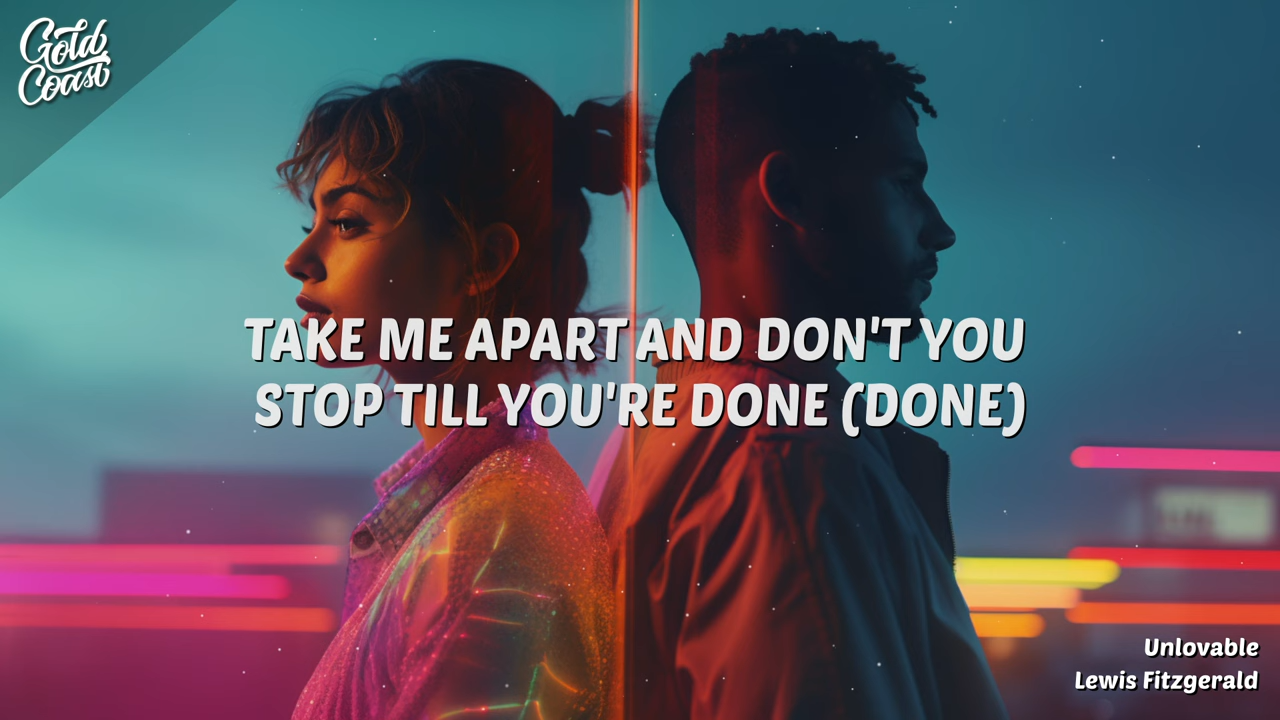 Gold
Coast
TAKE ME APART AND DON'T YOU
STOP TILL YOU'RE DONE (DONE)
Unlovable
Lewis Fitzgerald